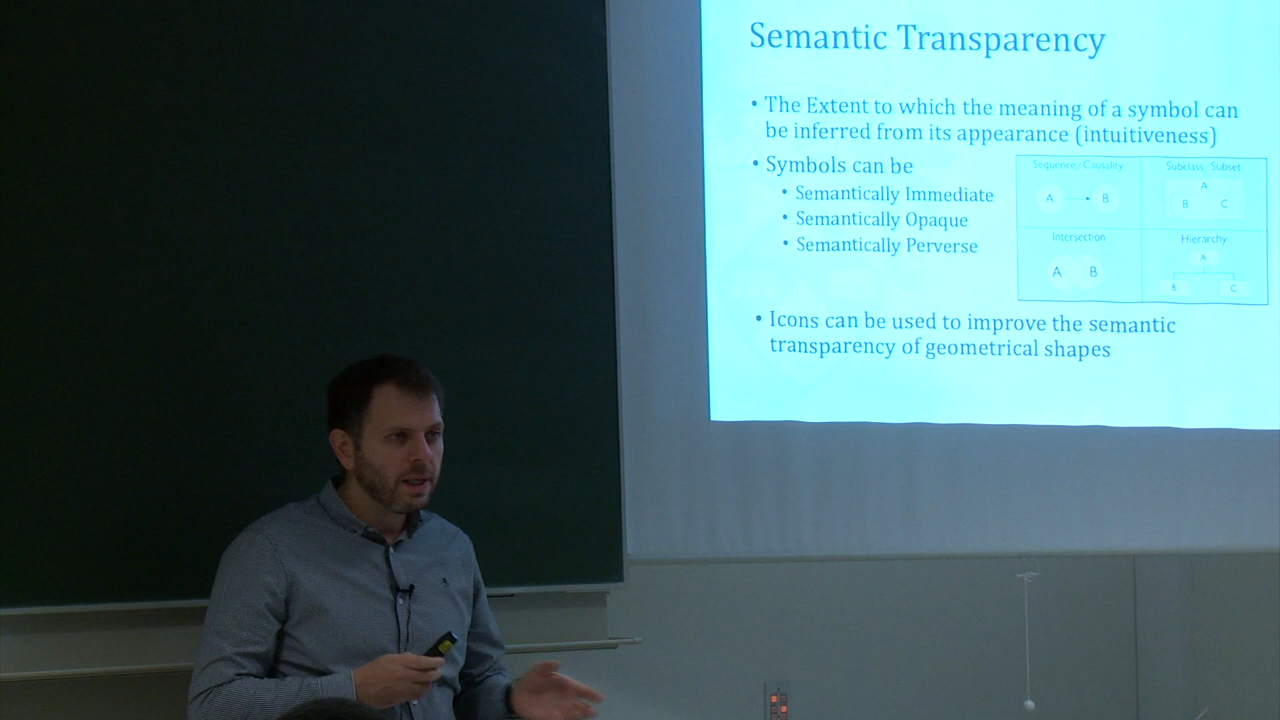 Semantic Transparency
• The Extent to which the meaning of a symbol can
be inferred from its appearance (intuitiveness)
• Symbols can be
• Semantically Immediate
• Semantically Opaque
• Semantically Perverse
Sequence/Causality
A B
Subclass/Subset
A
B C
Intersection
A B
Hierarchy
A
B C
• Icons can be used to improve the semantic
transparency of geometrical shapes